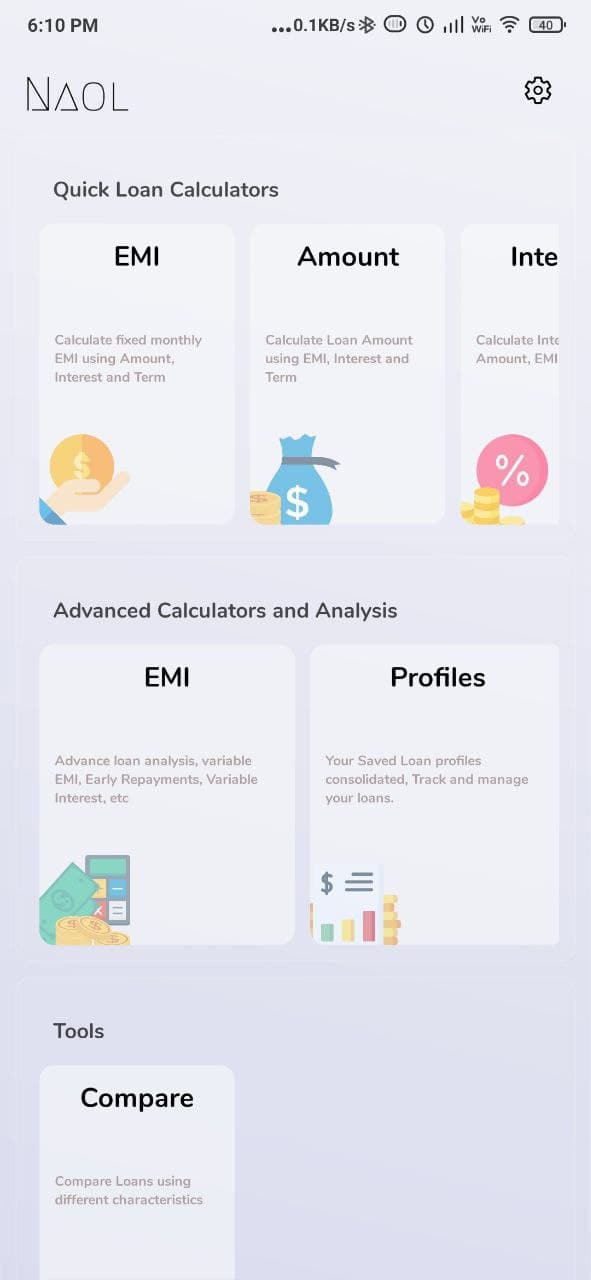 6:10 PM
...0.1KB/s
Vo
WiFi
40
NAOL
Quick Loan Calculators
EMI
Calculate fixed monthly
EMI using Amount,
Interest and Term
Amount
Calculate Loan Amount
using EMI, Interest and
Term
Inte
Calculate Inte
Amount, EMI
$
$
%
Advanced Calculators and Analysis
EMI
Advance loan analysis, variable
EMI, Early Repayments, Variable
Interest, etc
Profiles
Your Saved Loan profiles
consolidated, Track and manage
your loans.
$
Tools
Compare
Compare Loans using
different characteristics